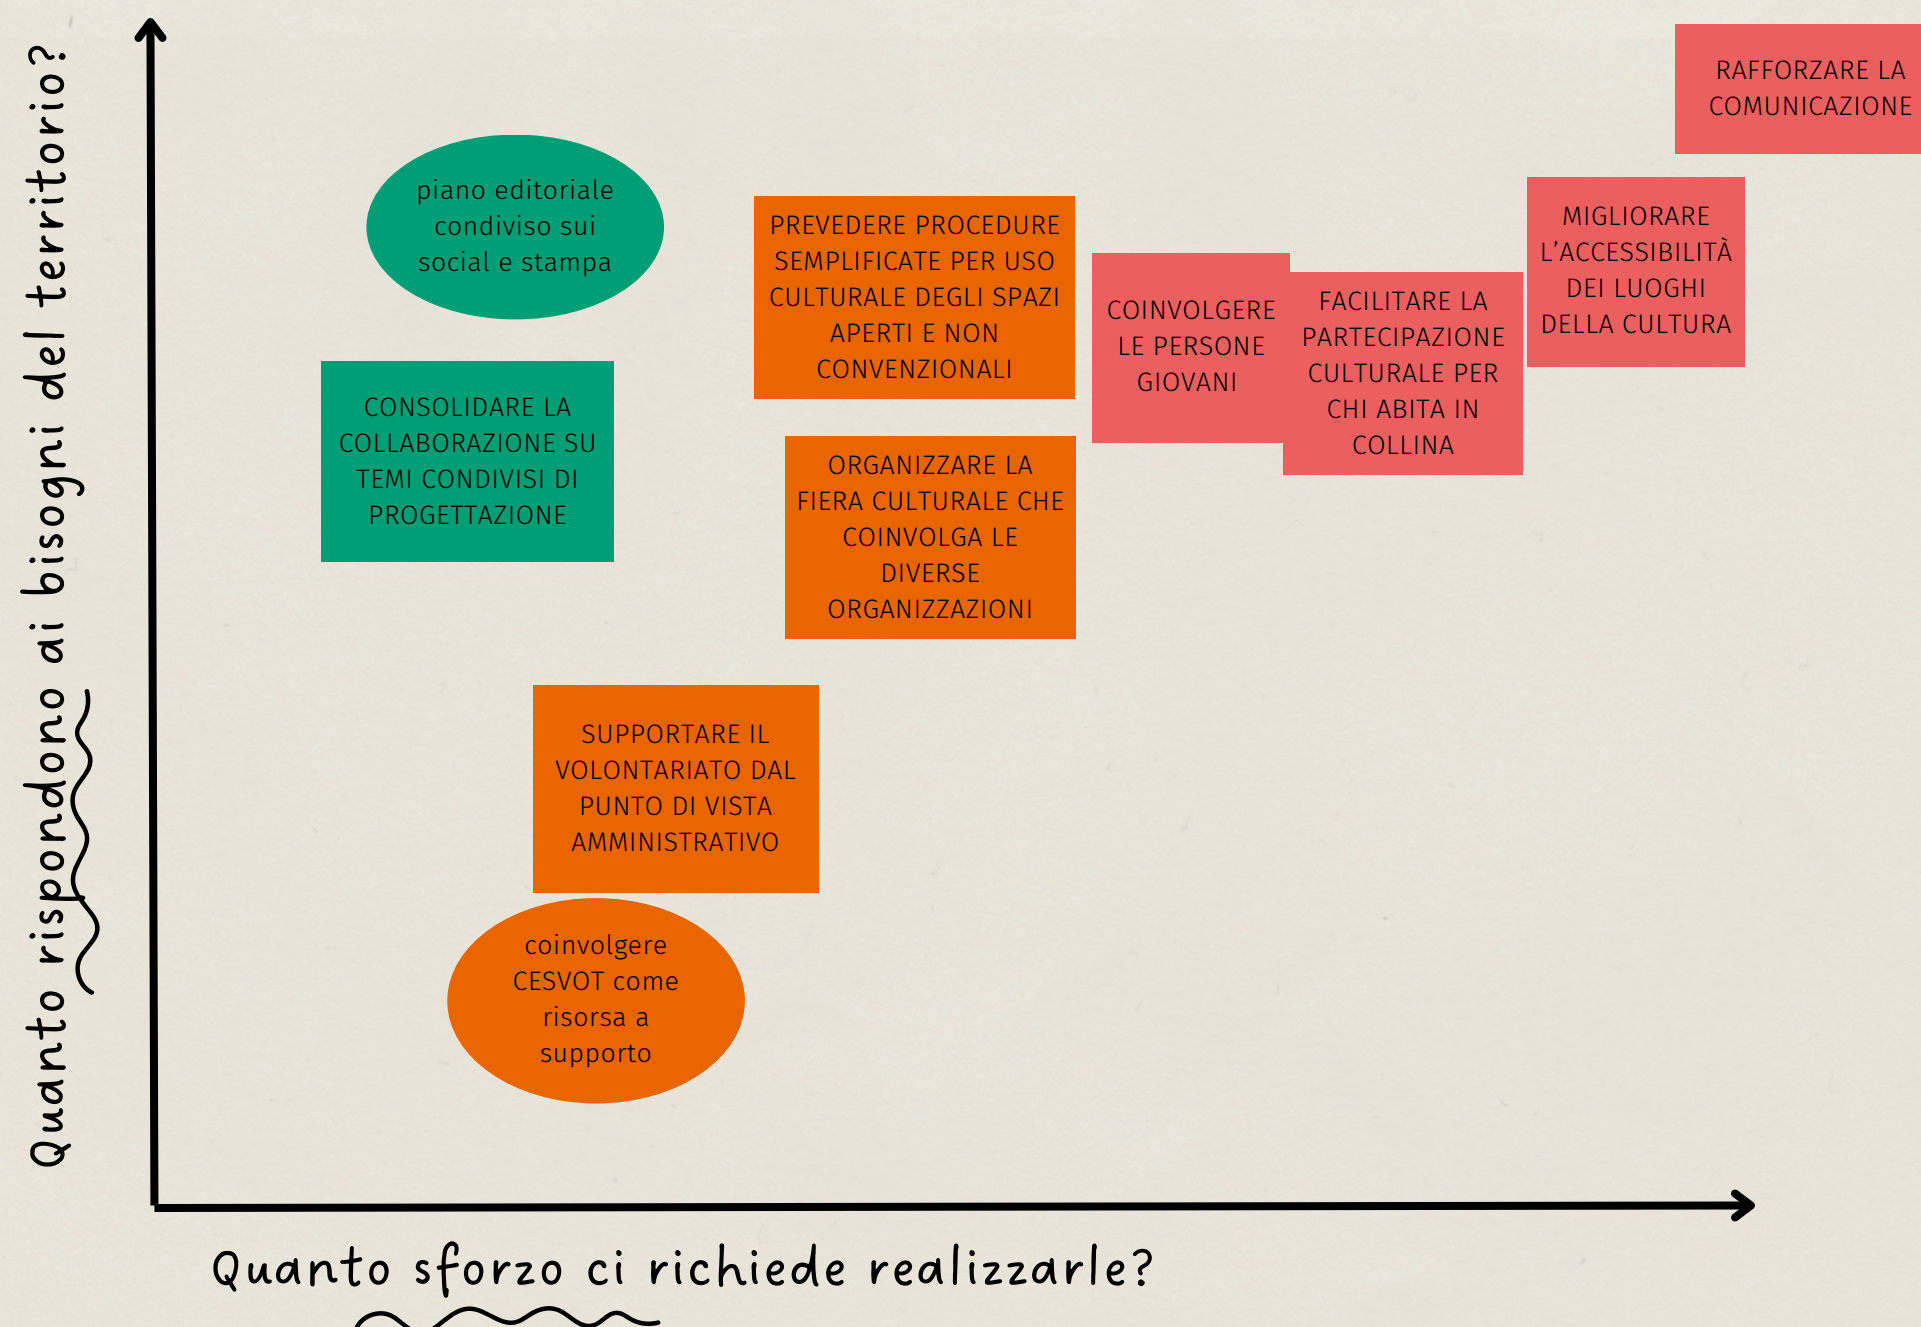 Quanto rispondono ai bisogni del territorio?
piano editoriale
condiviso sui
social e stampa
CONSOLIDARE LA
COLLABORAZIONE SU
TEMI CONDIVISI DI
PROGETTAZIONE
PREVEDERE PROCEDURE
SEMPLIFICATE PER USO
CULTURALE DEGLI SPAZI
APERTI E NON
CONVENZIONALI
ORGANIZZARE LA
FIERA CULTURALE CHE
COINVOLGA LE
DIVERSE
ORGANIZZAZIONI
SUPPORTARE IL
VOLONTARIATO DAL
PUNTO DI VISTA
AMMINISTRATIVO
coinvolgere
CESVOT come
risorsa a
supporto
COINVOLGERE
LE PERSONE
GIOVANI
FACILITARE LA
PARTECIPAZIONE
CULTURALE PER
CHI ABITA IN
COLLINA
MIGLIORARE
L'ACCESSIBILITÀ
DEI LUOGHI
DELLA CULTURA
RAFFORZARE LA
COMUNICAZIONE
Quanto sforzo ci richiede realizzarle?